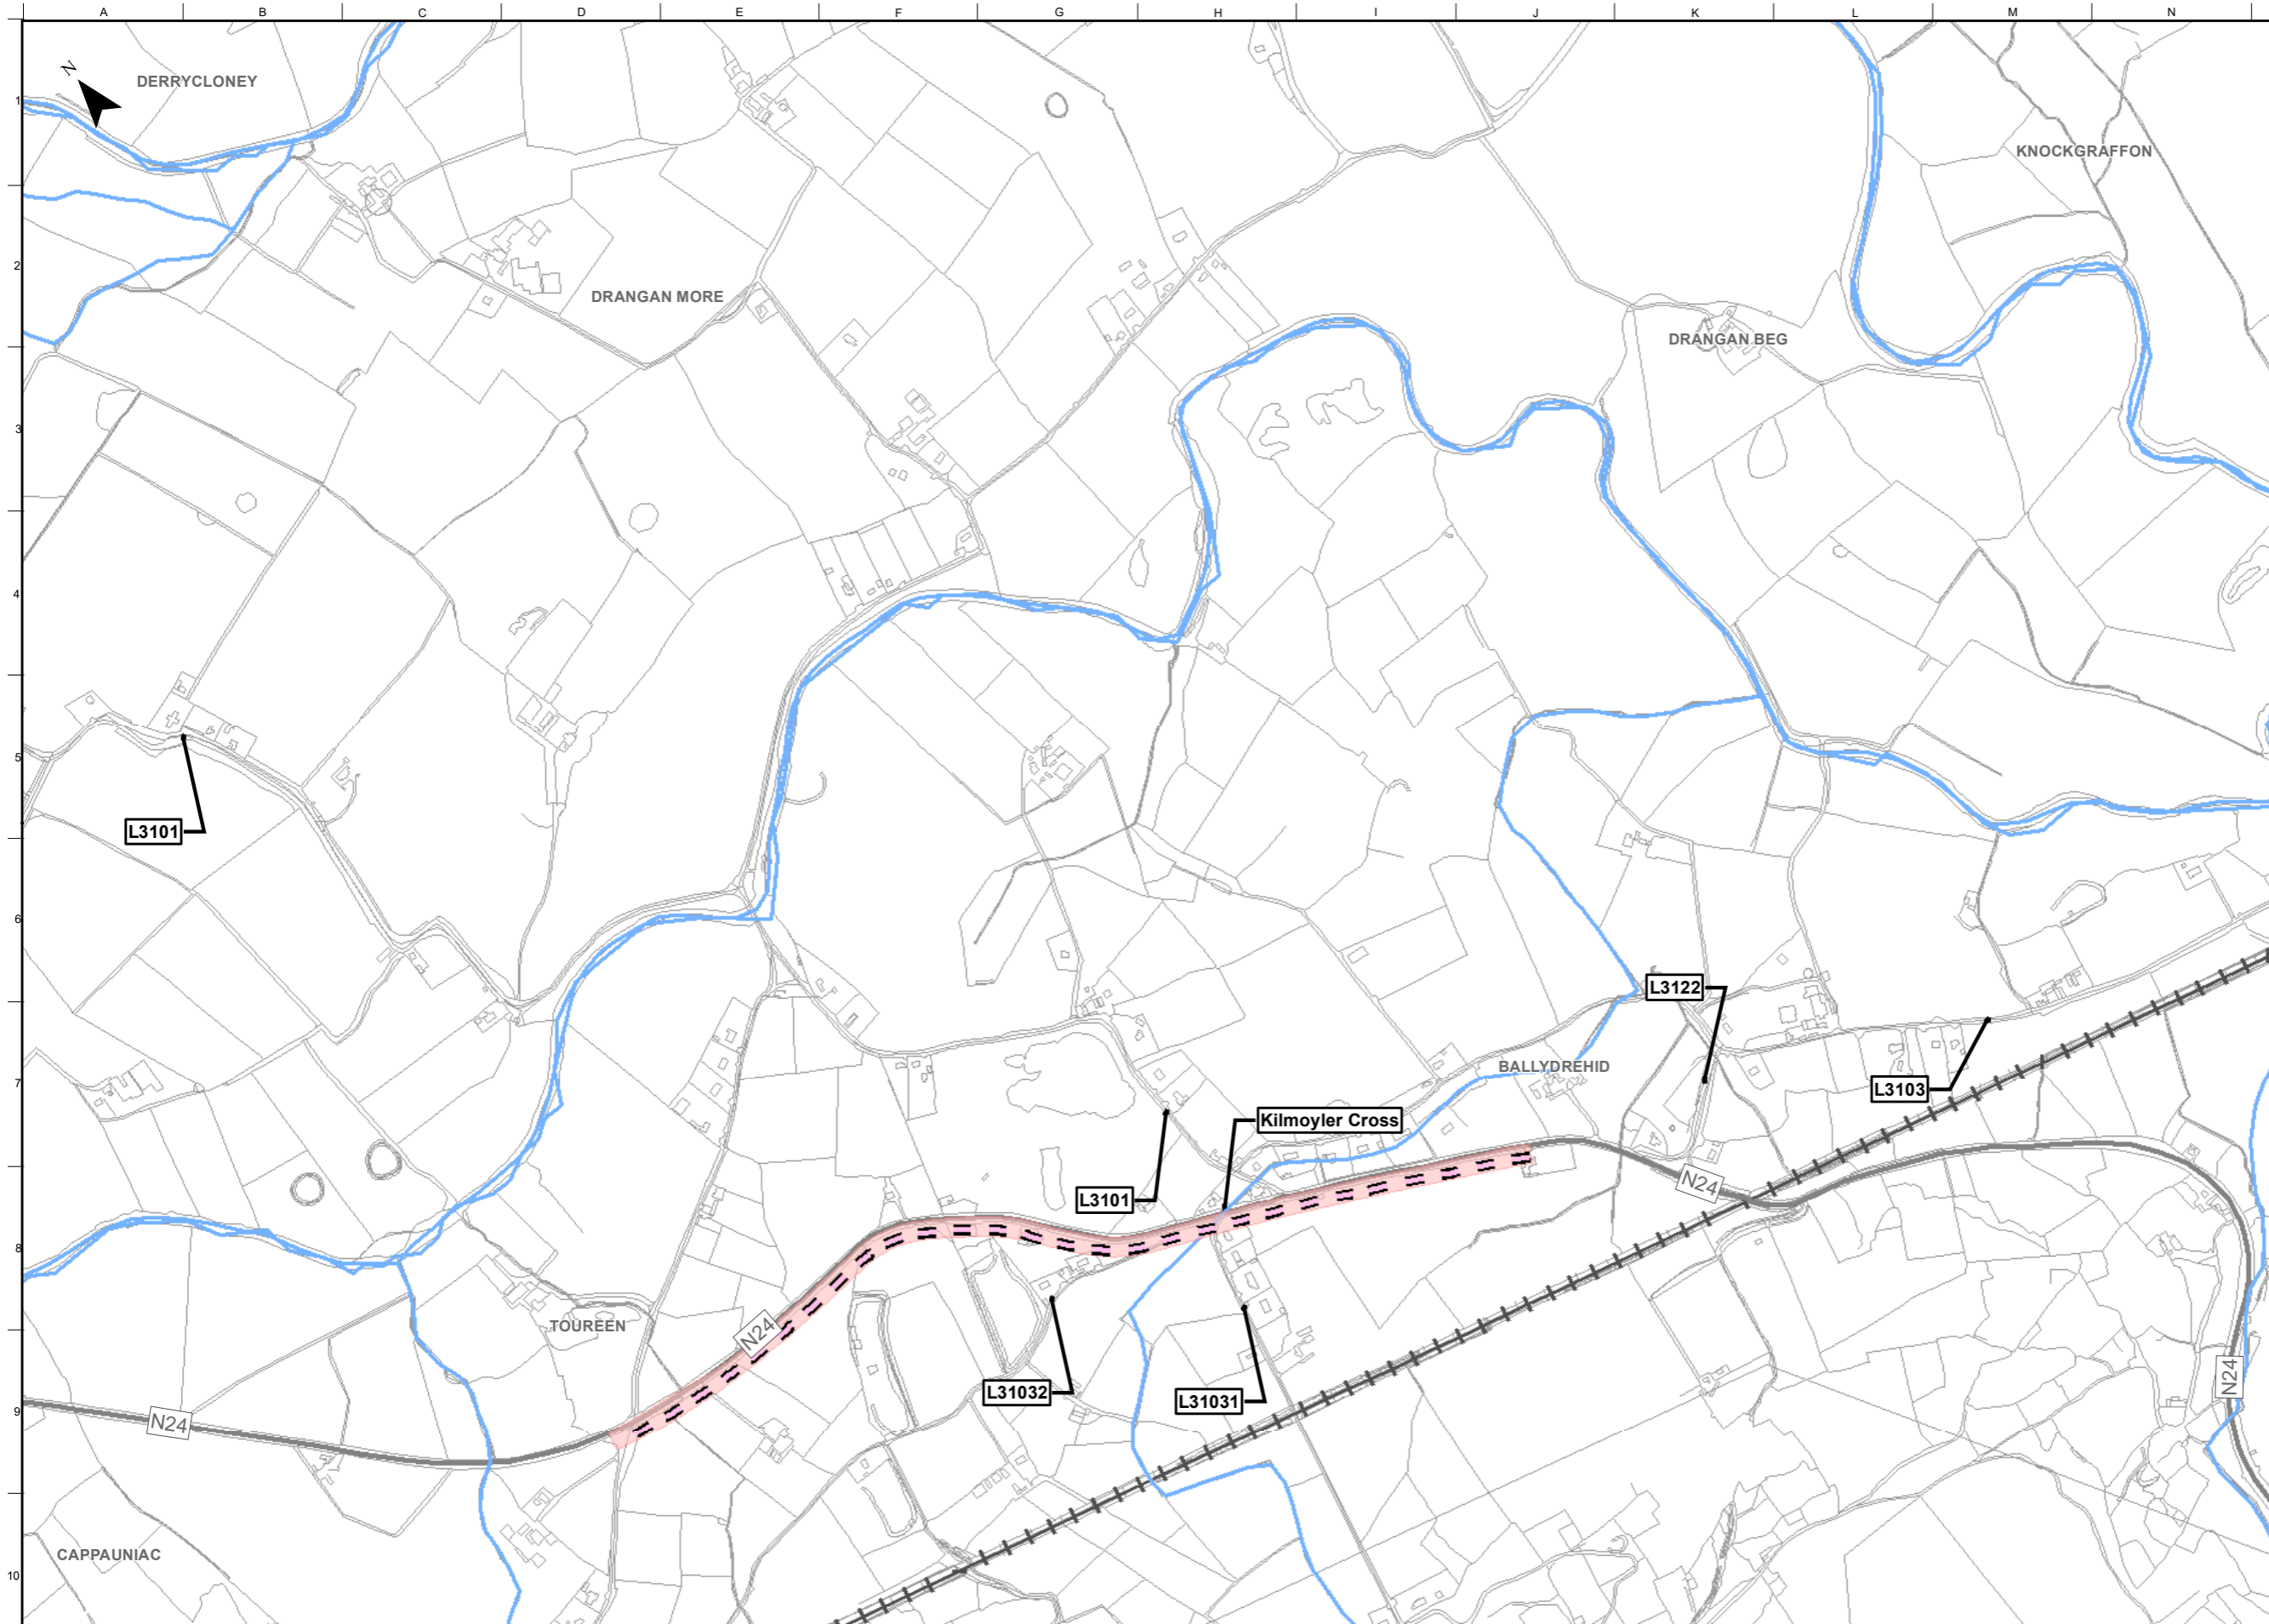 A B C D E F G H I J K L M N
N
DERRYCLONEY
1
KNOCKGRAFFON
2
DRANGAN MORE
DRANGAN BEG
3
4
5
L3101
6
L3122
BALLYDREHID
7
L3103
Kilmoyler Cross
N24
L3101
8
TOUREEN
N24
N24
L31032
L31031
9
N24
CAPPAUNIAC
10